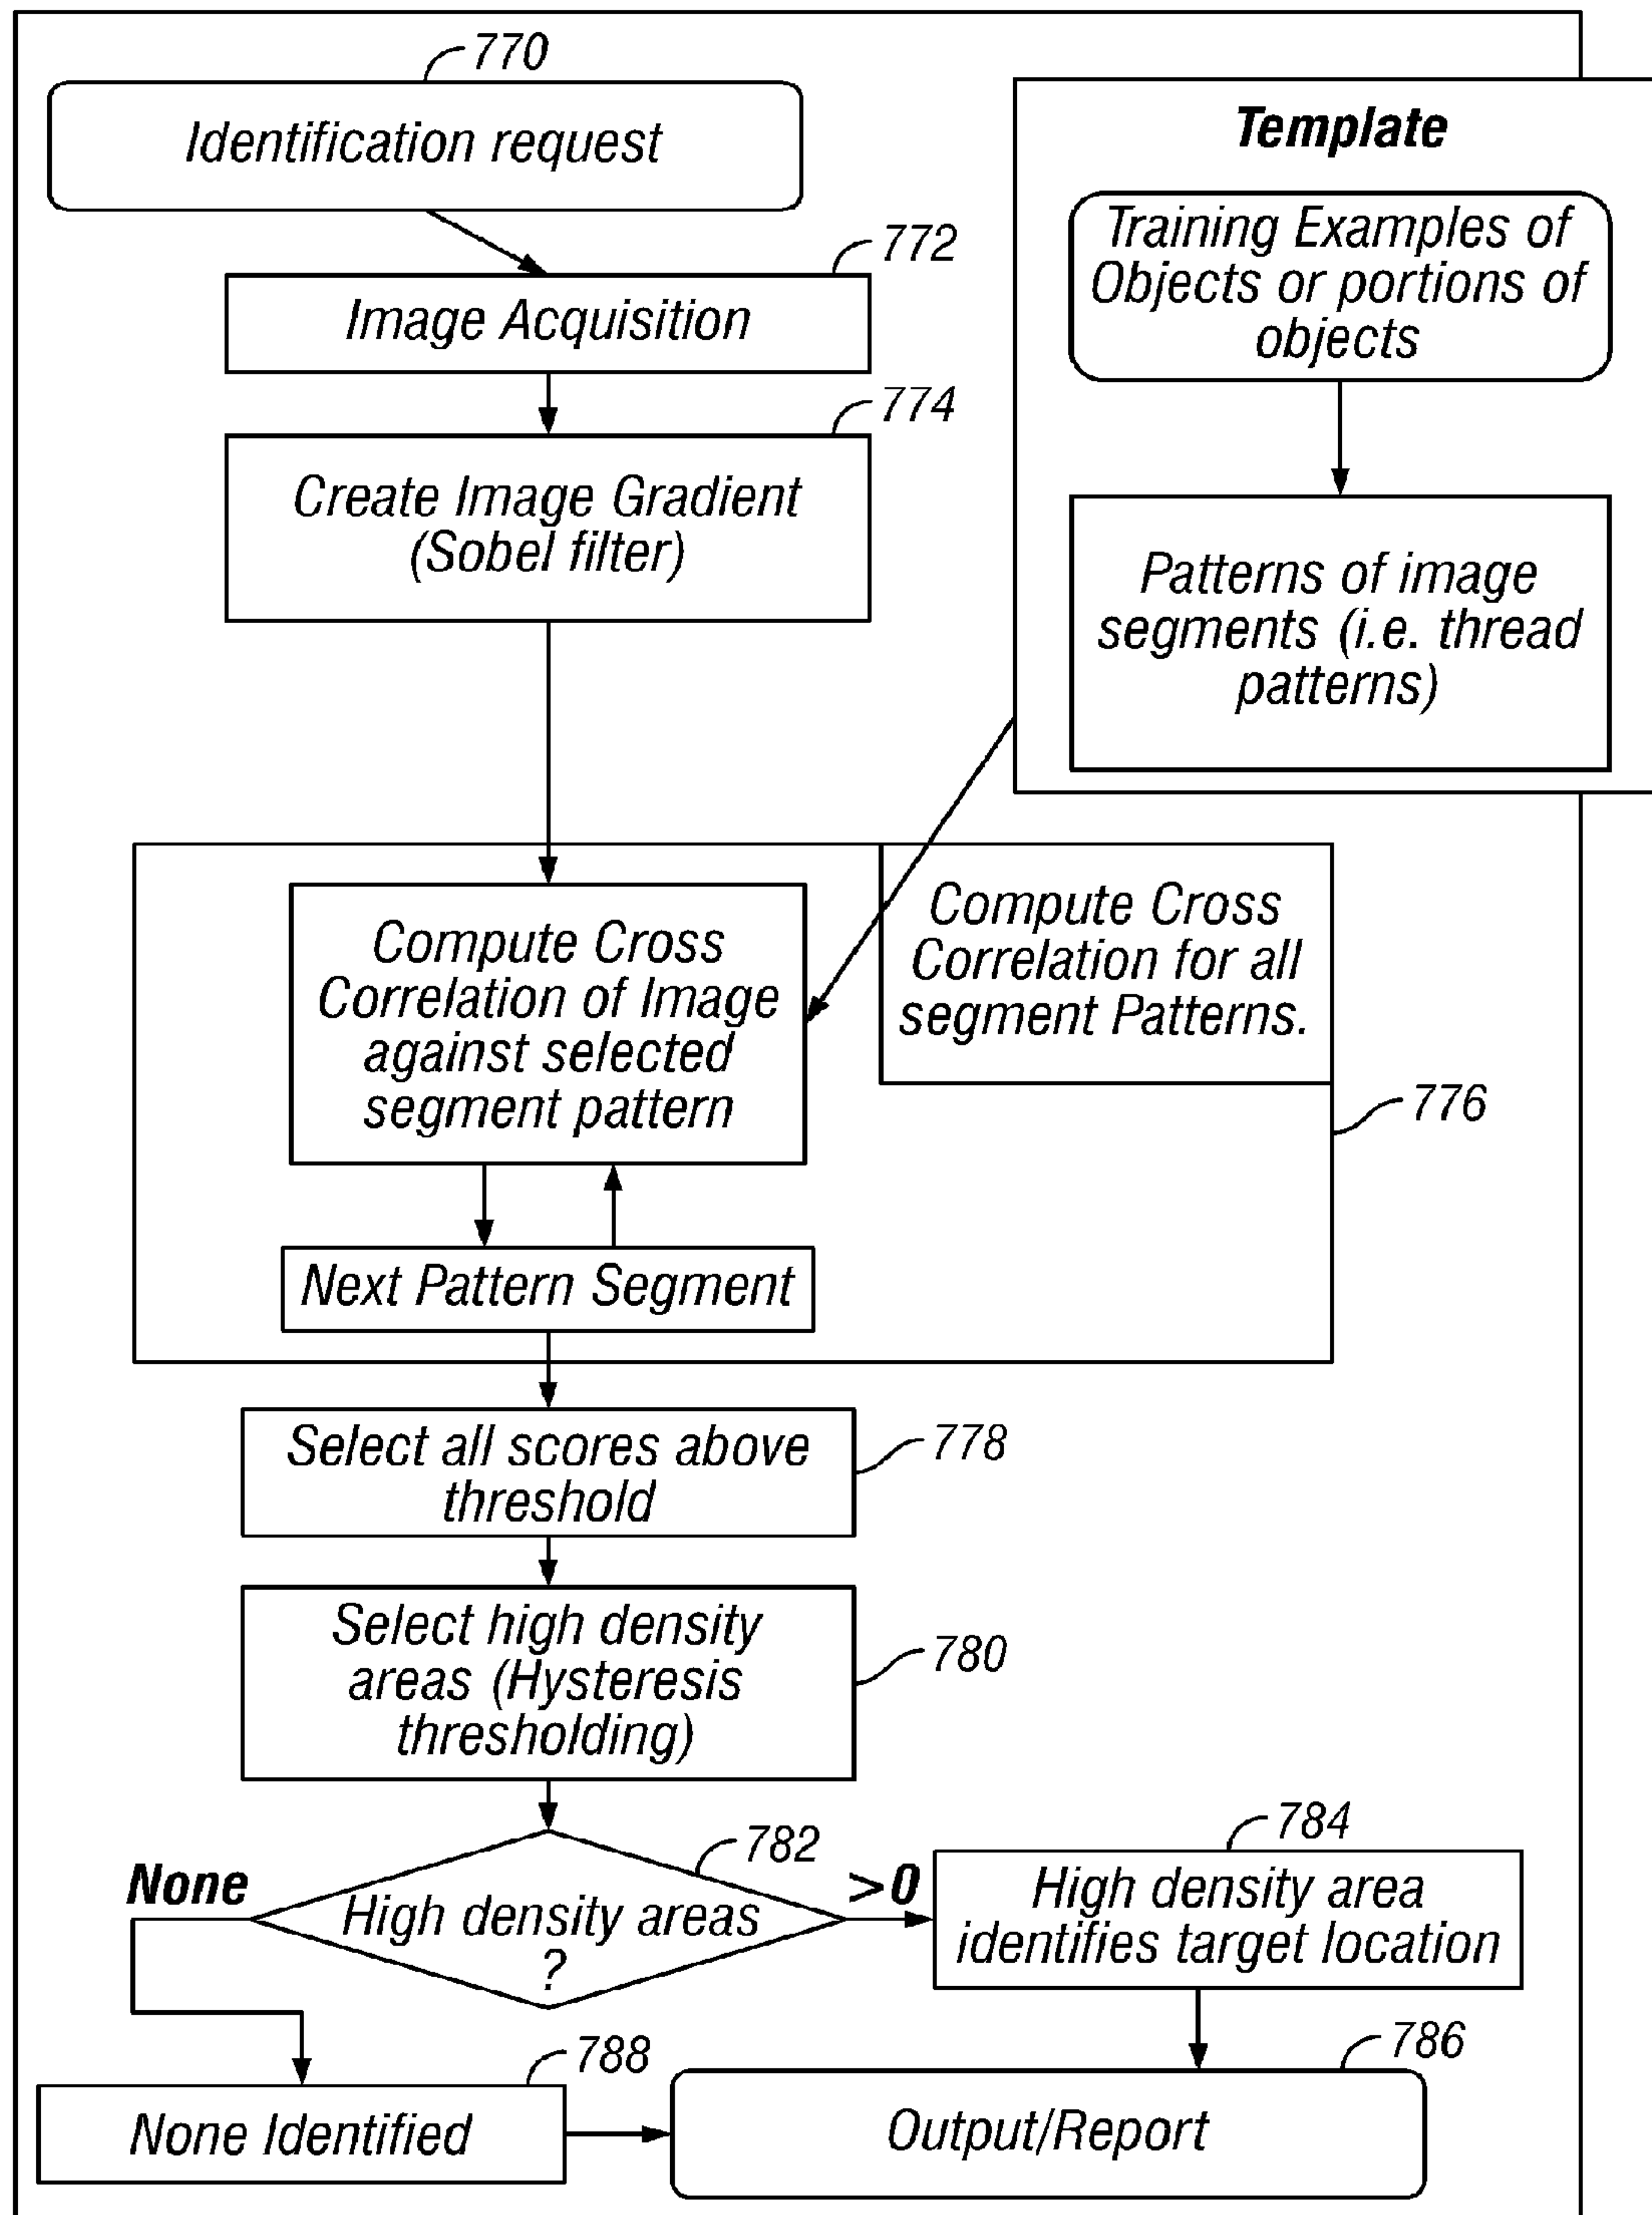 770
Identification request
772
Image Acquisition
774
Create Image Gradient
(Sobel filter)
Template
Training Examples of
Objects or portions of
objects
Patterns of image
segments (i.e. thread
patterns)
Compute Cross
Correlation of Image
against selected
segment pattern
Compute Cross
Correlation for all
segment Patterns.
776
Next Pattern Segment
Select all scores above
threshold
778
Select high density
areas (Hysteresis
thresholding)
780
782
None
High density areas
?
>0
784
High density area
identifies target location
788
None Identified
786
Output/Report